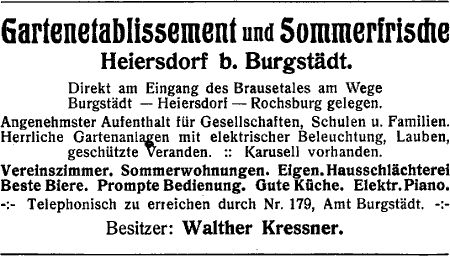 Gartenetablissement und Sommerfrische
Heiersdorf b. Burgstädt.
Direkt am Eingang des Brausetales am Wege
Burgstädt — Heiersdorf — Rochsburg gelegen.
Angenehmster Aufenthalt für Gesellschaften, Schulen u. Familien.
Herrliche Gartenanlagen mit elektrischer Beleuchtung, Lauben,
geschützte Veranden. :: Karusell vorhanden.
Vereinszimmer. Sommerwohnungen. Eigen. Hausschlächterei
Beste Biere. Prompte Bedienung. Gute Küche. Elektr. Piano.
-:- Telephonisch zu erreichen durch Nr. 179, Amt Burgstädt. -:-
Besitzer: Walther Kressner.